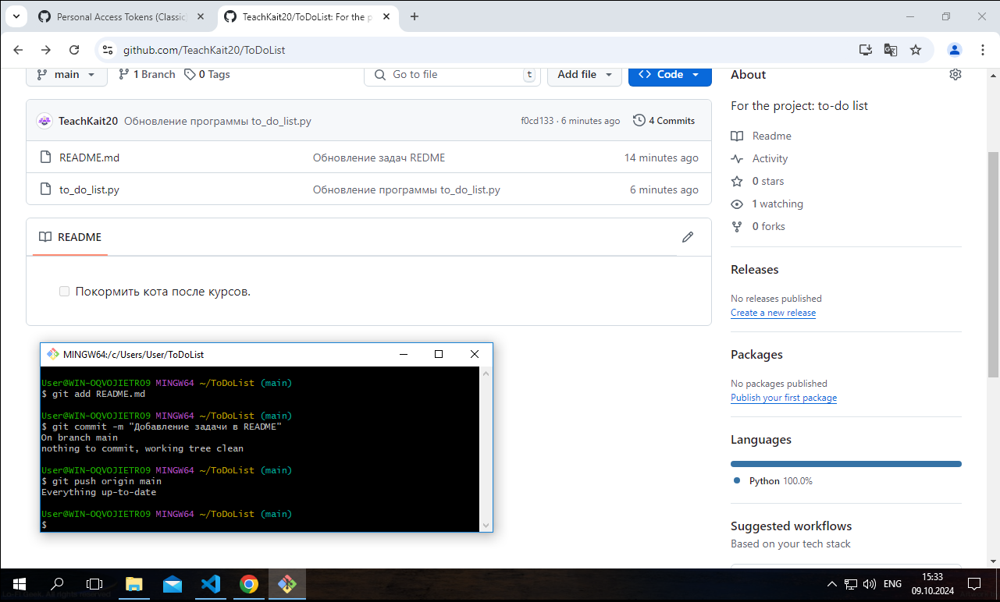 Personal Access Tokens (Classic)
TeachKait20/ToDoList: For the p
github.com/TeachKait20/ToDoList
main
1 Branch
0 Tags
Go to file
t
Add file
Code
TeachKait20 Обновление программы to_do_list.py
f0cd133 · 6 minutes ago
4 Commits
README.md
Обновление задач REDME
14 minutes ago
to_do_list.py
Обновление программы to_do_list.py
6 minutes ago
README
Покормить кота после курсов.
About
For the project: to-do list
Readme
Activity
0 stars
1 watching
0 forks
Releases
No releases published
Create a new release
Packages
No packages published
Publish your first package
Languages
Python 100.0%
Suggested workflows
Based on your tech stack
MINGW64:/c/Users/User/ToDoList
User@WIN-OQVOJIETRO9 MINGW64 ~/ToDoList (main)
$ git add README.md
User@WIN-OQVOJIETRO9 MINGW64 ~/ToDoList (main)
$ git commit -m "Добавление задачи в README"
On branch main
nothing to commit, working tree clean
User@WIN-OQVOJIETRO9 MINGW64 ~/ToDoList (main)
$ git push origin main
Everything up-to-date
User@WIN-OQVOJIETRO9 MINGW64 ~/ToDoList (main)
$
ENG
15:33
09.10.2024